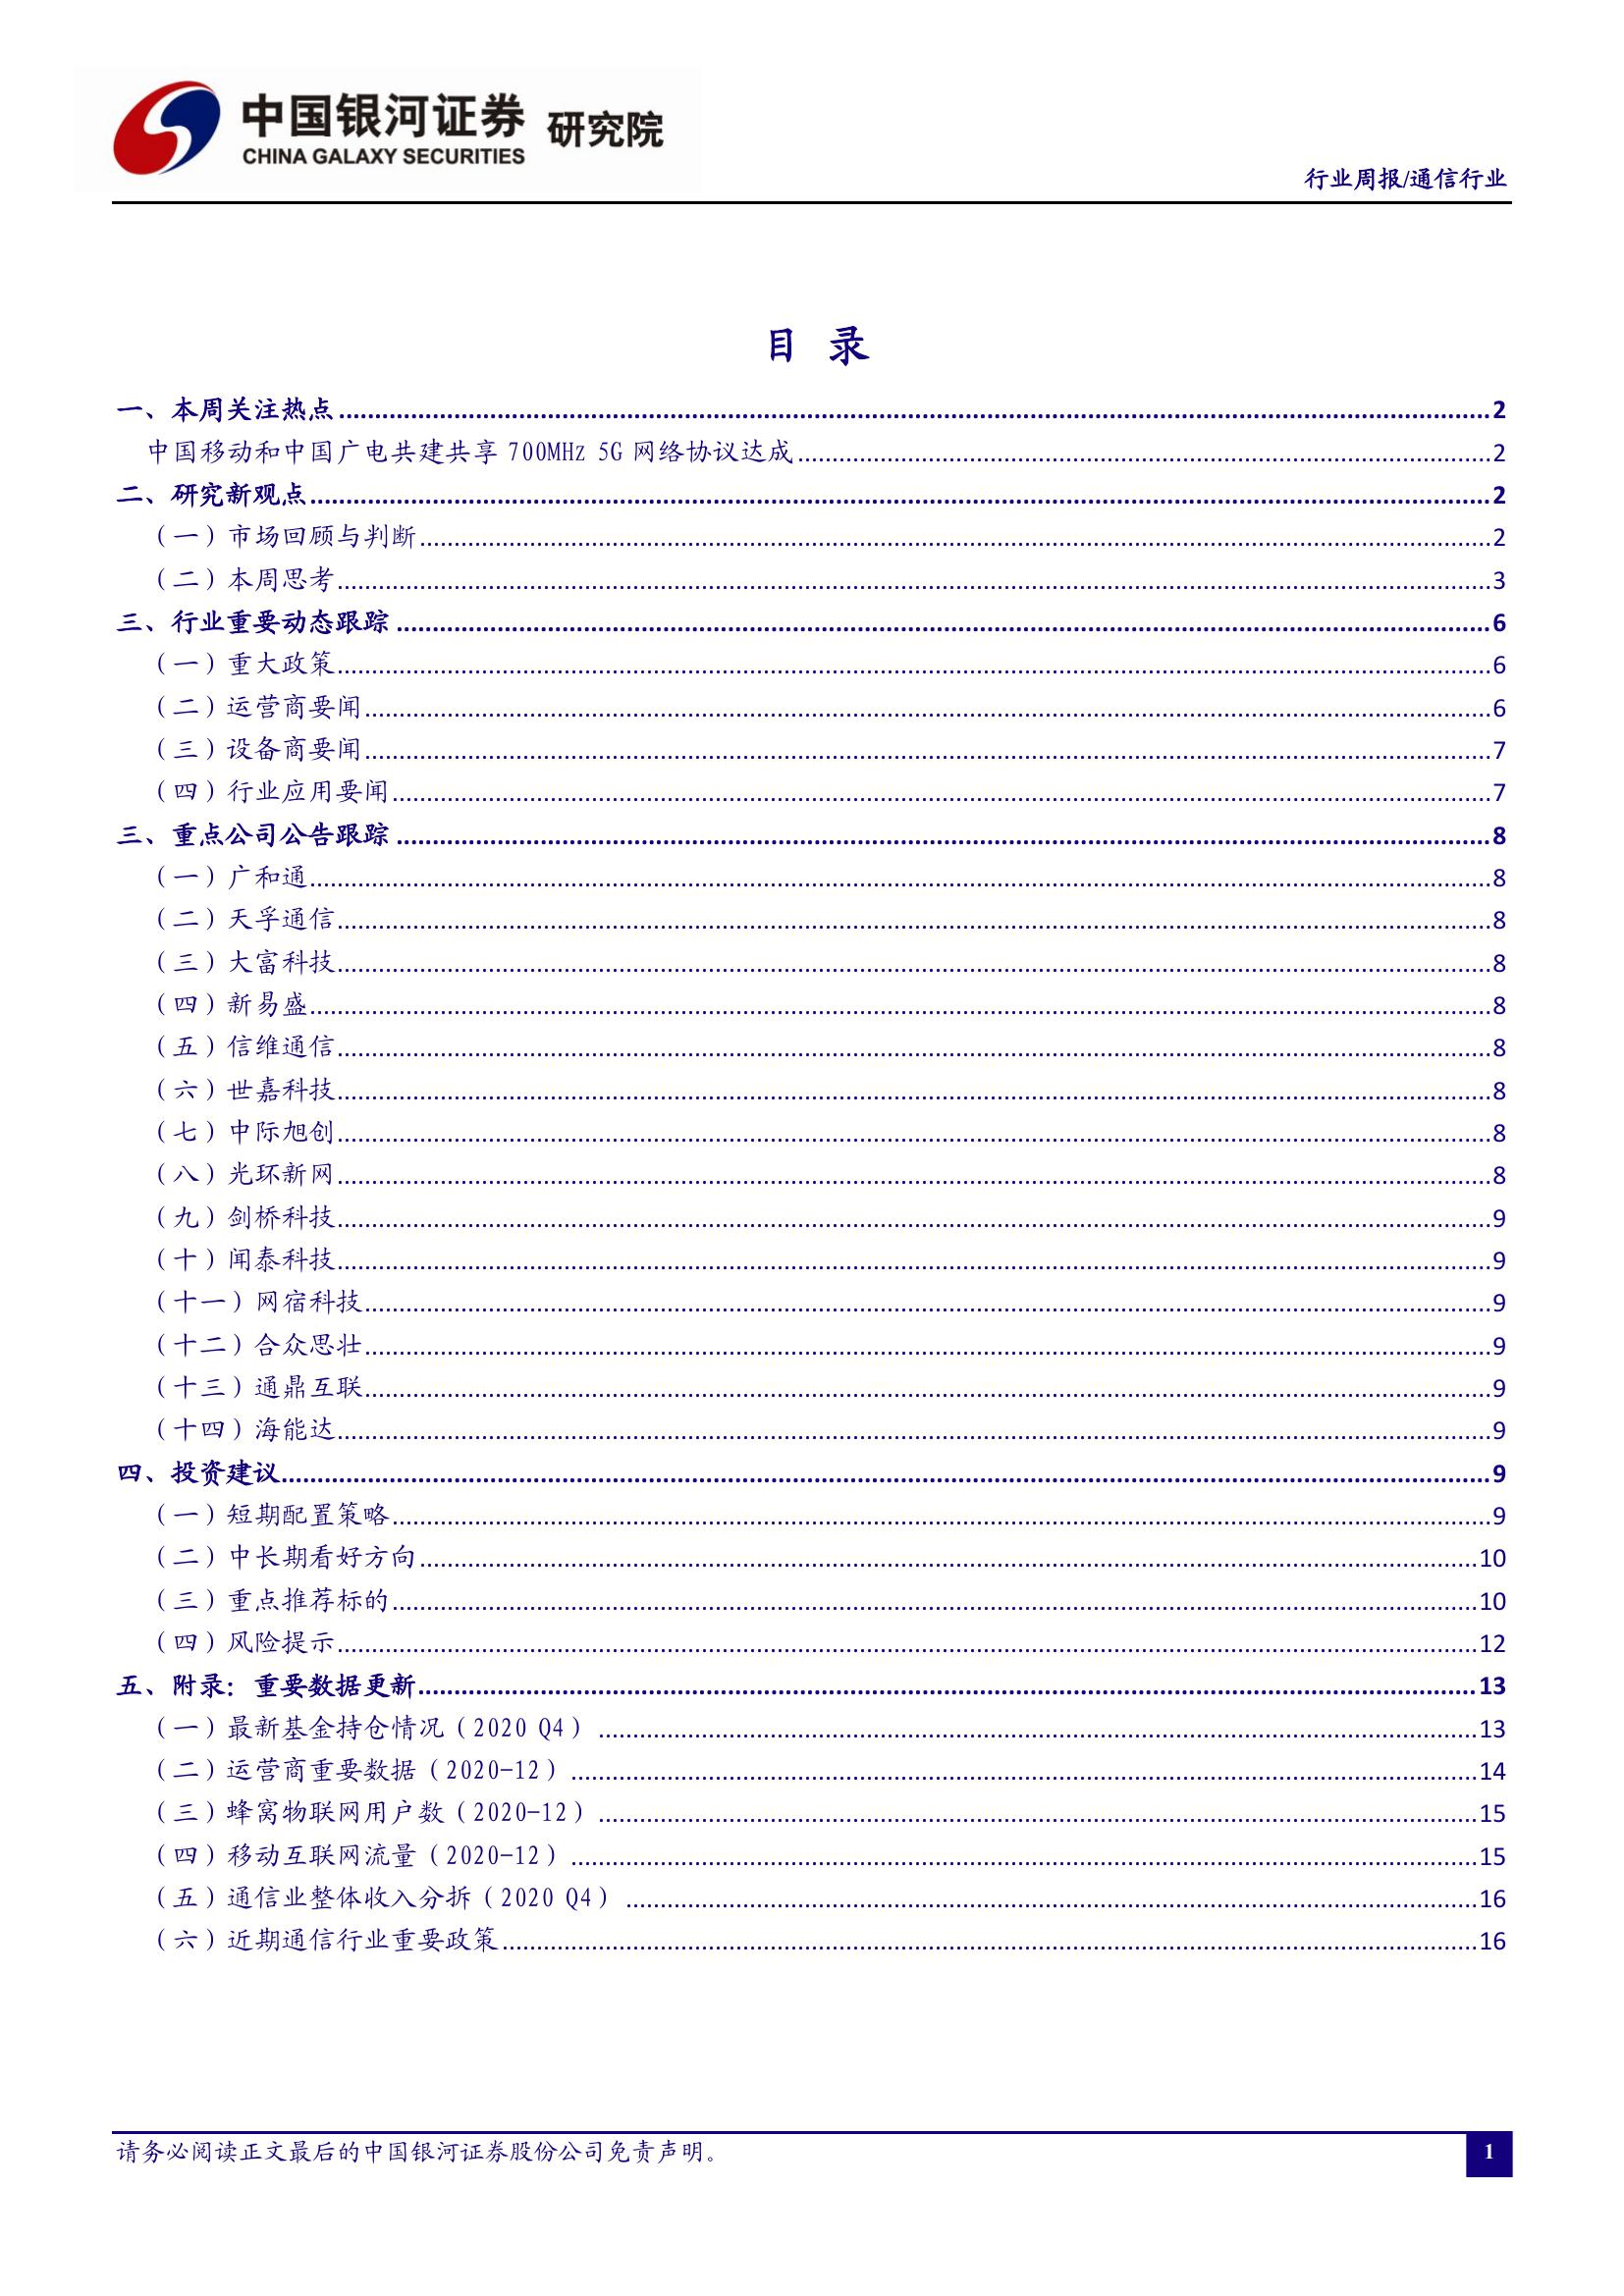 中国银河证券 研究院
CHINA GALAXY SECURITIES
行业周报/通信行业
目 录
一、本周关注热点 2
中国移动和中国广电共建共享 700MHz 5G 网络协议达成 2
二、研究新观点 2
（一）市场回顾与判断 2
（二）本周思考 3
三、行业重要动态跟踪 6
（一）重大政策 6
（二）运营商要闻 6
（三）设备商要闻 7
（四）行业应用要闻 7
三、重点公司公告跟踪 8
（一）广和通 8
（二）天孚通信 8
（三）大富科技 8
（四）新易盛 8
（五）信维通信 8
（六）世嘉科技 8
（七）中际旭创 8
（八）光环新网 8
（九）剑桥科技 9
（十）闻泰科技 9
（十一）网宿科技 9
（十二）合众思壮 9
（十三）通鼎互联 9
（十四）海能达 9
四、投资建议 9
（一）短期配置策略 9
（二）中长期看好方向 10
（三）重点推荐标的 10
（四）风险提示 12
五、附录：重要数据更新 13
（一）最新基金持仓情况（2020 Q4） 13
（二）运营商重要数据（2020-12） 14
（三）蜂窝物联网用户数（2020-12） 15
（四）移动互联网流量（2020-12） 15
（五）通信业整体收入分拆（2020 Q4） 16
（六）近期通信行业重要政策 16
请务必阅读正文最后的中国银河证券股份公司免责声明。
1